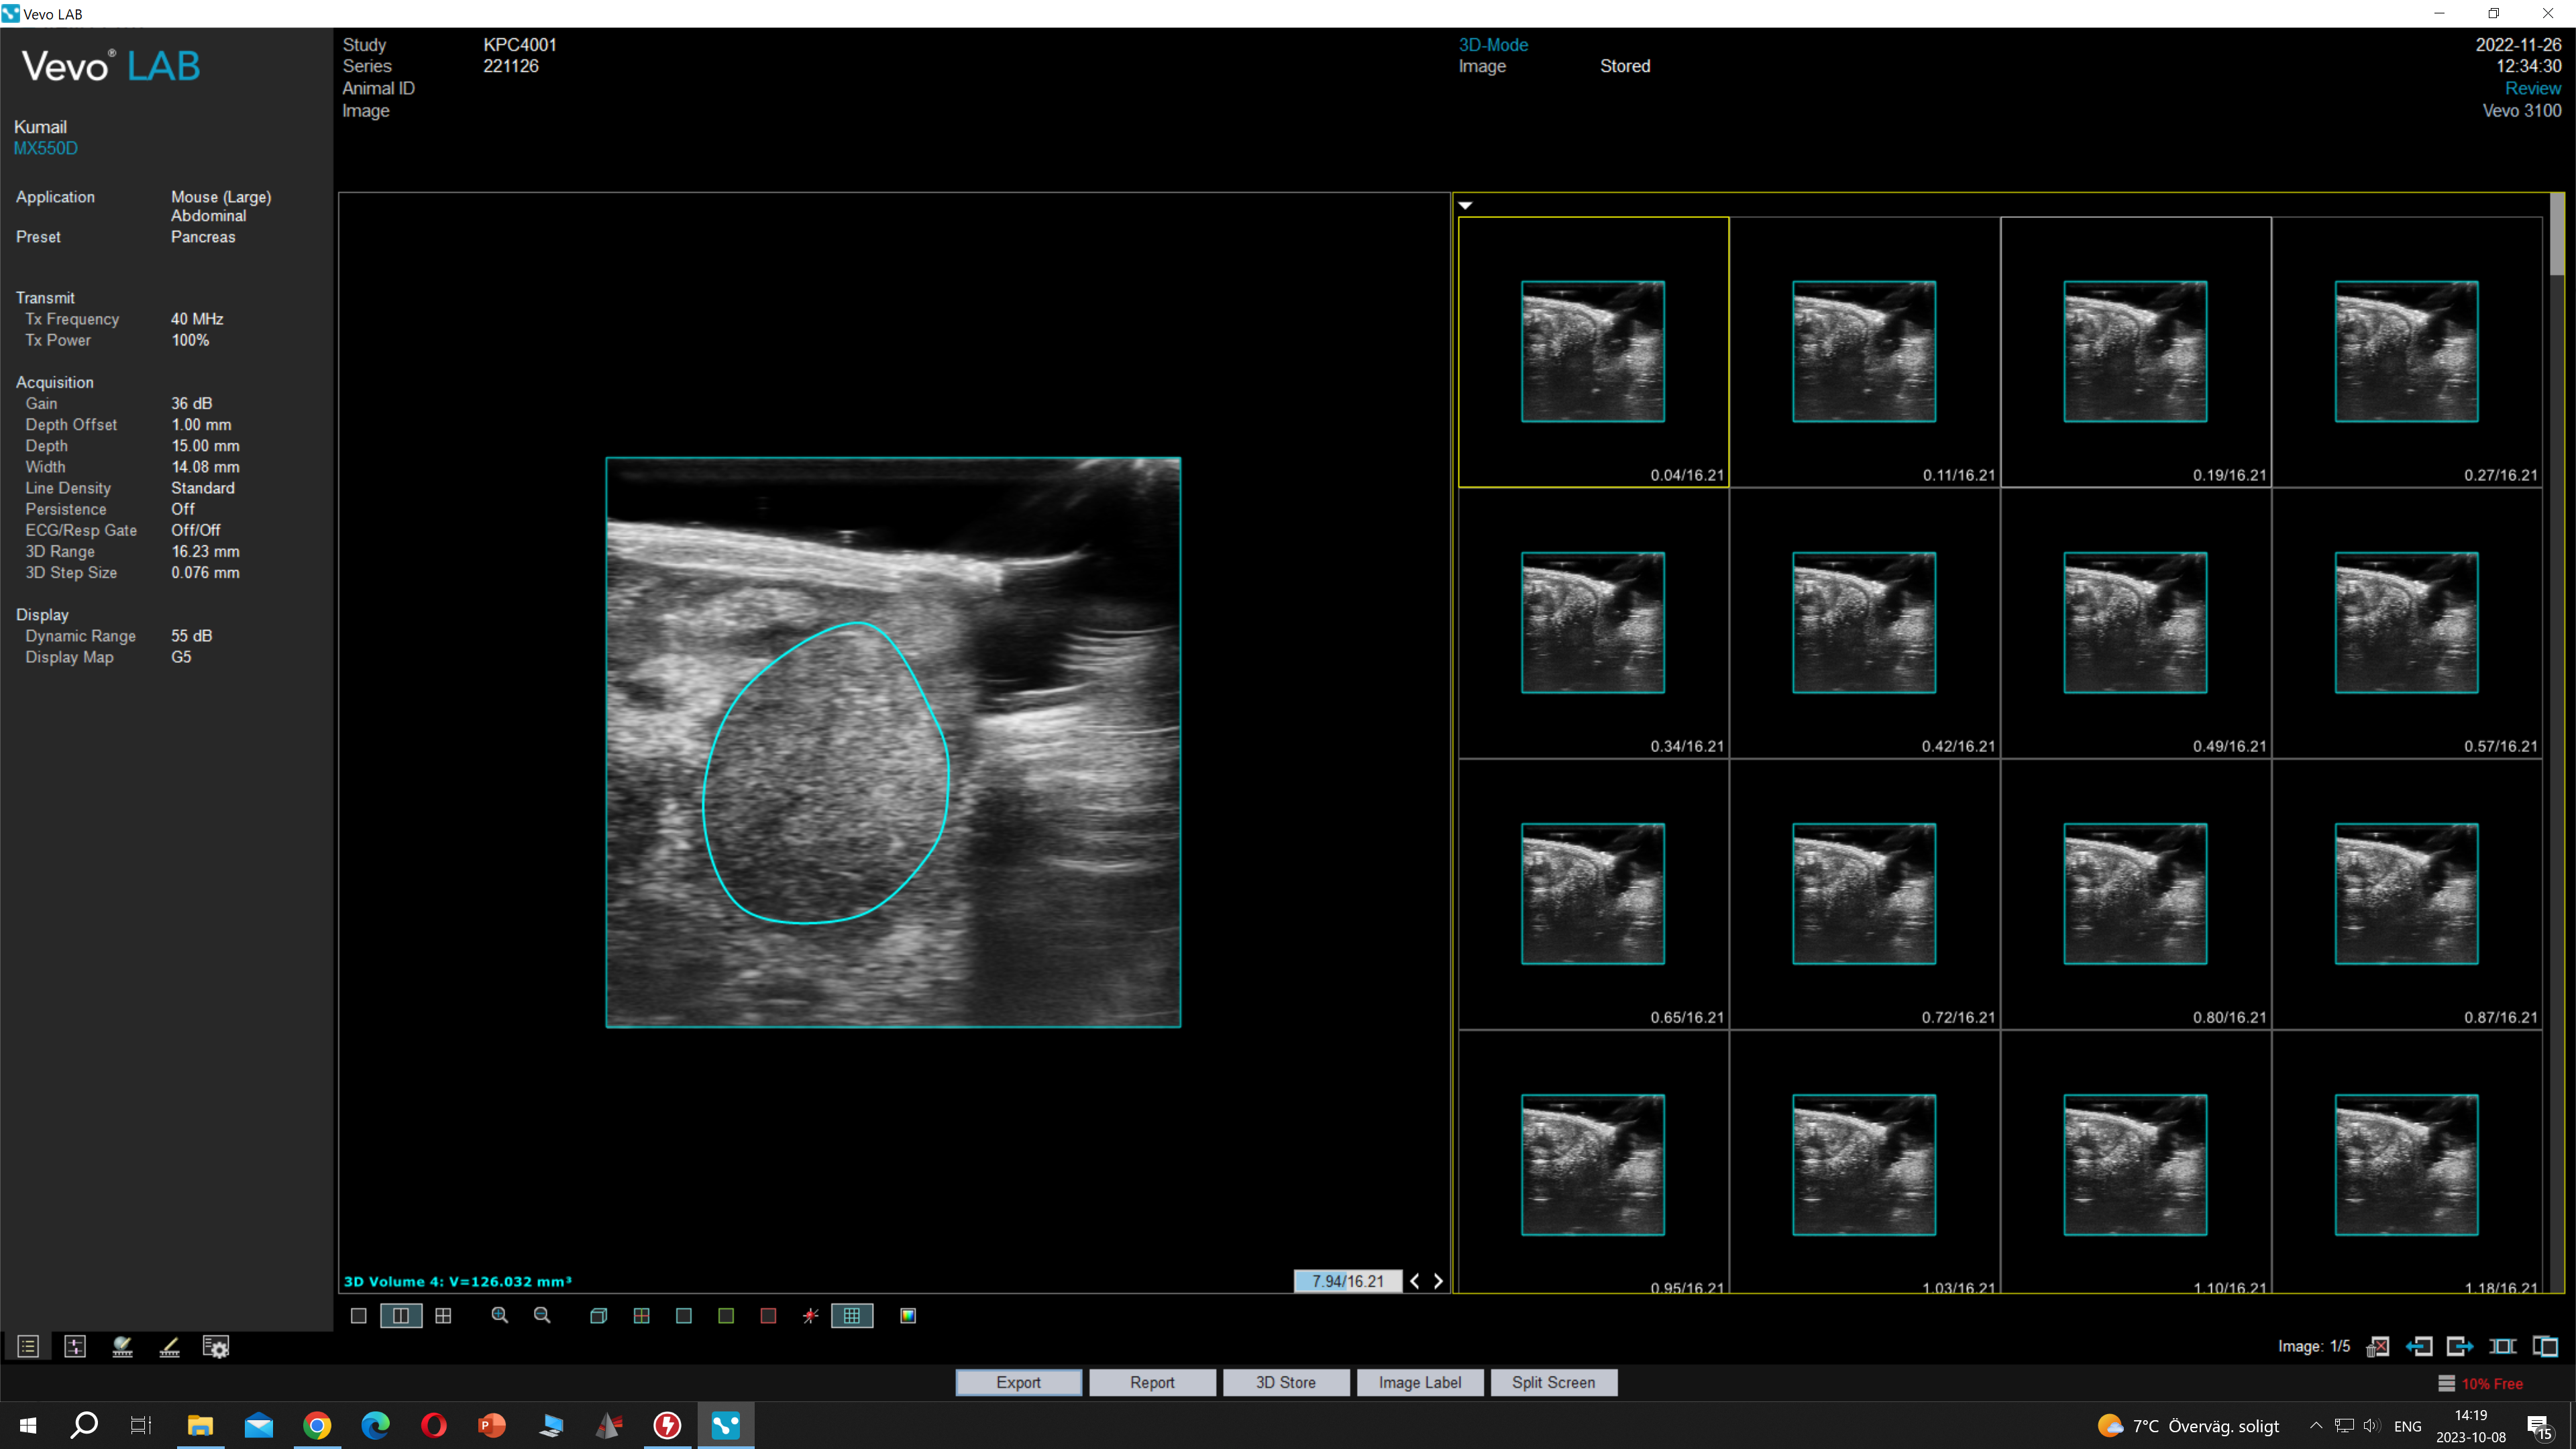 Vevo LAB
Vevo® LAB
Kumail
MX550D
Application Mouse (Large)
Abdominal
Preset Pancreas
Transmit
Tx Frequency 40 MHz
Tx Power 100%
Acquisition
Gain 36 dB
Depth Offset 1.00 mm
Depth 15.00 mm
Width 14.08 mm
Line Density Standard
Persistence Off
ECG/Resp Gate Off/Off
3D Range 16.23 mm
3D Step Size 0.076 mm
Display
Dynamic Range 55 dB
Display Map G5
Study KPC4001
Series 221126
Animal ID
Image
3D-Mode
Image Stored
2022-11-26
12:34:30
Review
Vevo 3100
0.04/16.21 0.11/16.21 0.19/16.21 0.27/16.21
0.34/16.21 0.42/16.21 0.49/16.21 0.57/16.21
0.65/16.21 0.72/16.21 0.80/16.21 0.87/16.21
0.95/16.21 1.03/16.21 1.10/16.21 1.18/16.21
3D Volume 4: V=126.032 mm³
7.94/16.21
Image: 1/5
Export Report 3D Store Image Label Split Screen
10% Free
P
7°C Överväg. soligt
ENG
14:19
2023-10-08
15